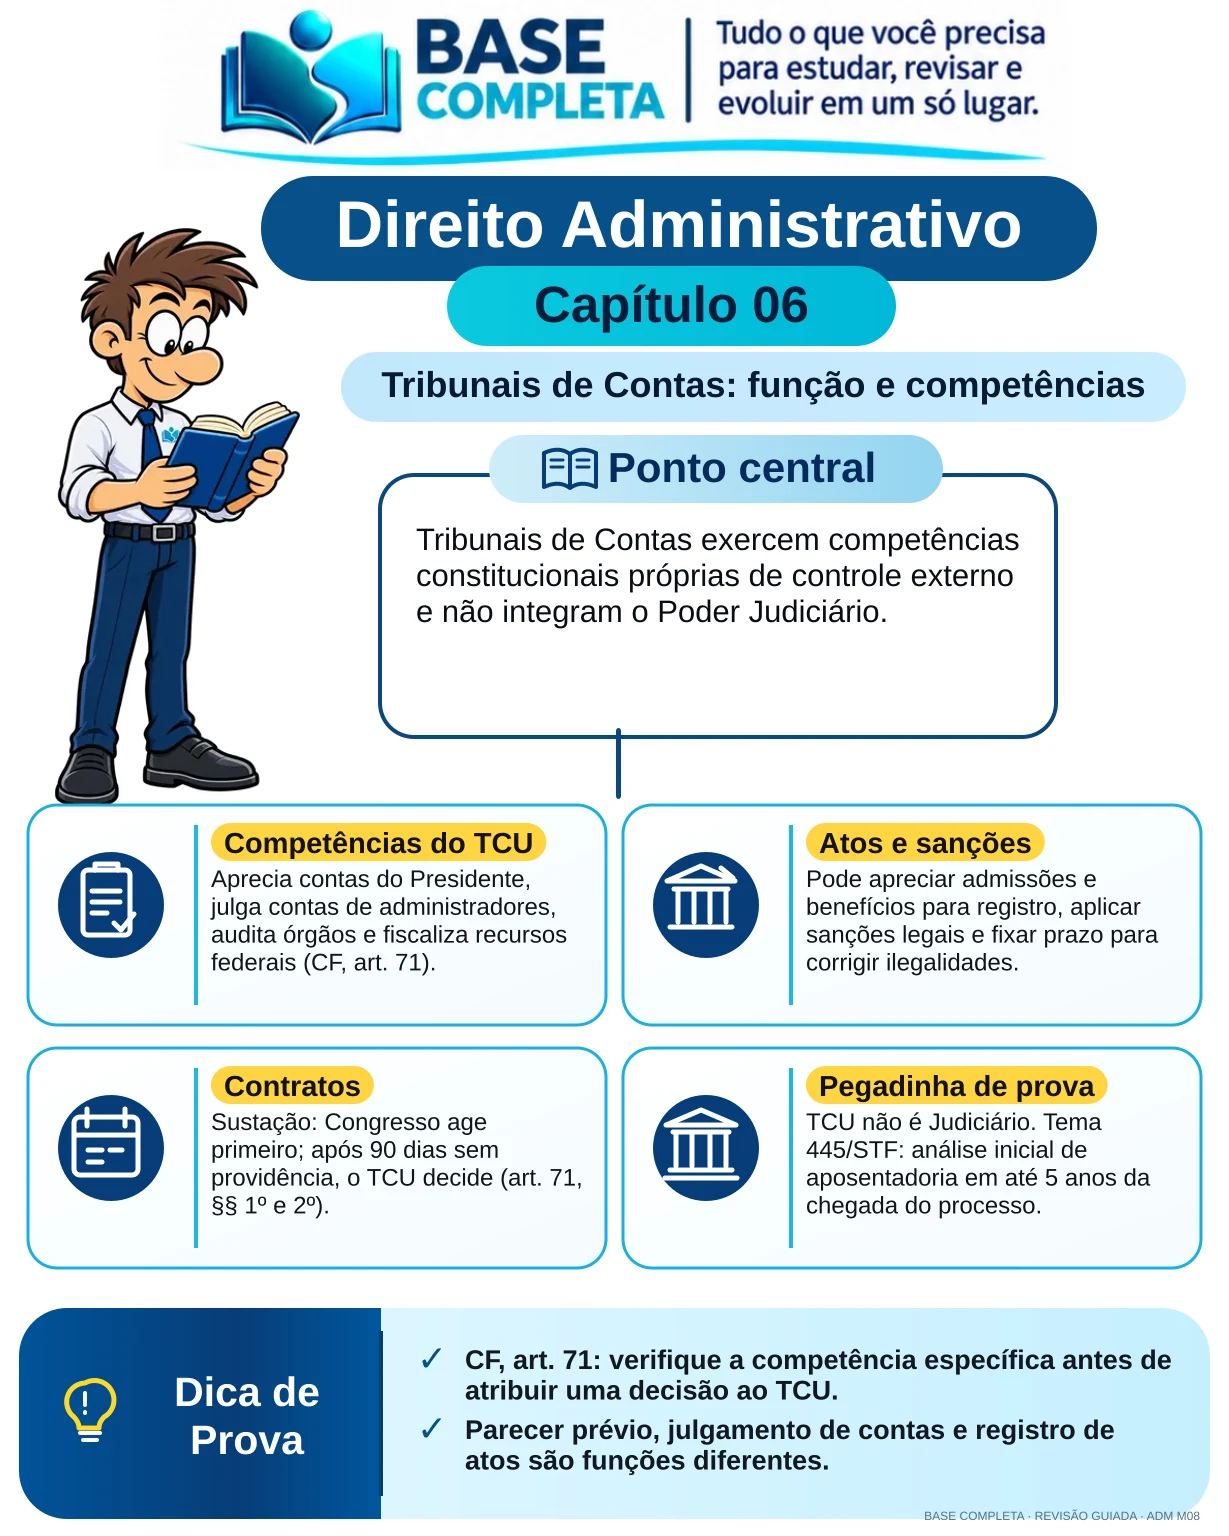 BASE
COMPLETA
Tudo o que você precisa
para estudar, revisar e
evoluir em um só lugar.
Direito Administrativo
Capítulo 06
Tribunais de Contas: função e competências
Ponto central
Tribunais de Contas exercem competências
constitucionais próprias de controle externo
e não integram o Poder Judiciário.
Competências do TCU
Aprecia contas do Presidente,
julga contas de administradores,
audita órgãos e fiscaliza recursos
federais (CF, art. 71).
Atos e sanções
Pode apreciar admissões e
benefícios para registro, aplicar
sanções legais e fixar prazo para
corrigir ilegalidades.
Contratos
Sustação: Congresso age
primeiro; após 90 dias sem
providência, o TCU decide (art. 71,
§§ 1º e 2º).
Pegadinha de prova
TCU não é Judiciário. Tema
445/STF: análise inicial de
aposentadoria em até 5 anos da
chegada do processo.
Dica de
Prova
✓ CF, art. 71: verifique a competência específica antes de
atribuir uma decisão ao TCU.
✓ Parecer prévio, julgamento de contas e registro de
atos são funções diferentes.
BASE COMPLETA · REVISÃO GUIADA · ADM M08